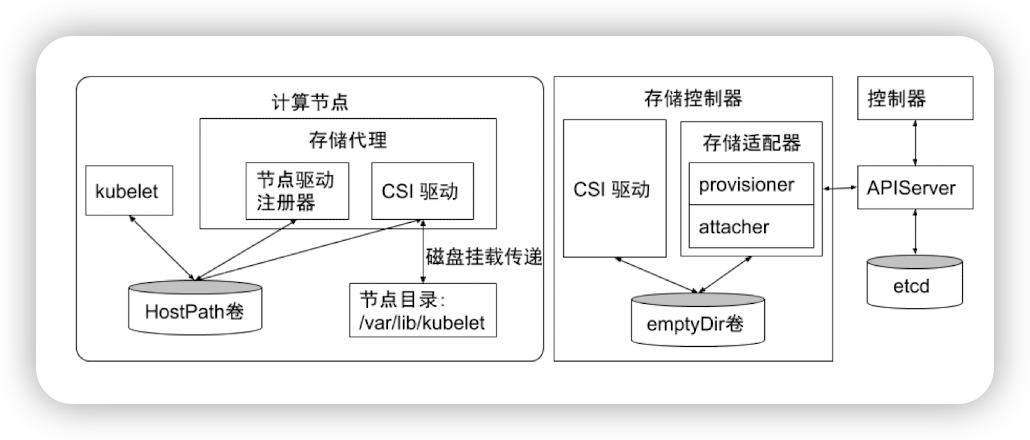 计算节点
存储代理
kubelet
节点驱动
注册器
CSI 驱动
磁盘挂载传递
HostPath卷
节点目录：
/var/lib/kubelet
存储控制器
CSI 驱动
存储适配器
provisioner
attacher
emptyDir卷
控制器
APIServer
etcd